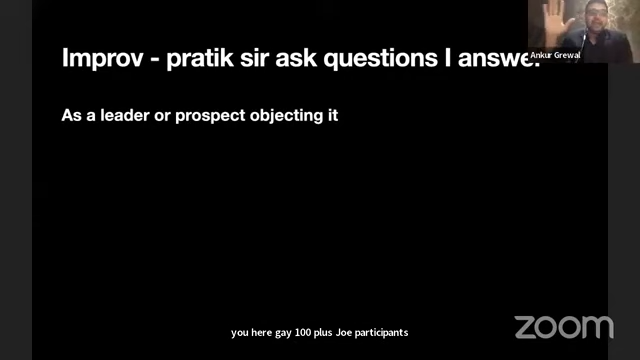 Improv - pratik sir ask questions I answer
Ankur Grewal
As a leader or prospect objecting it
zoom
you here gay 100 plus Joe participants